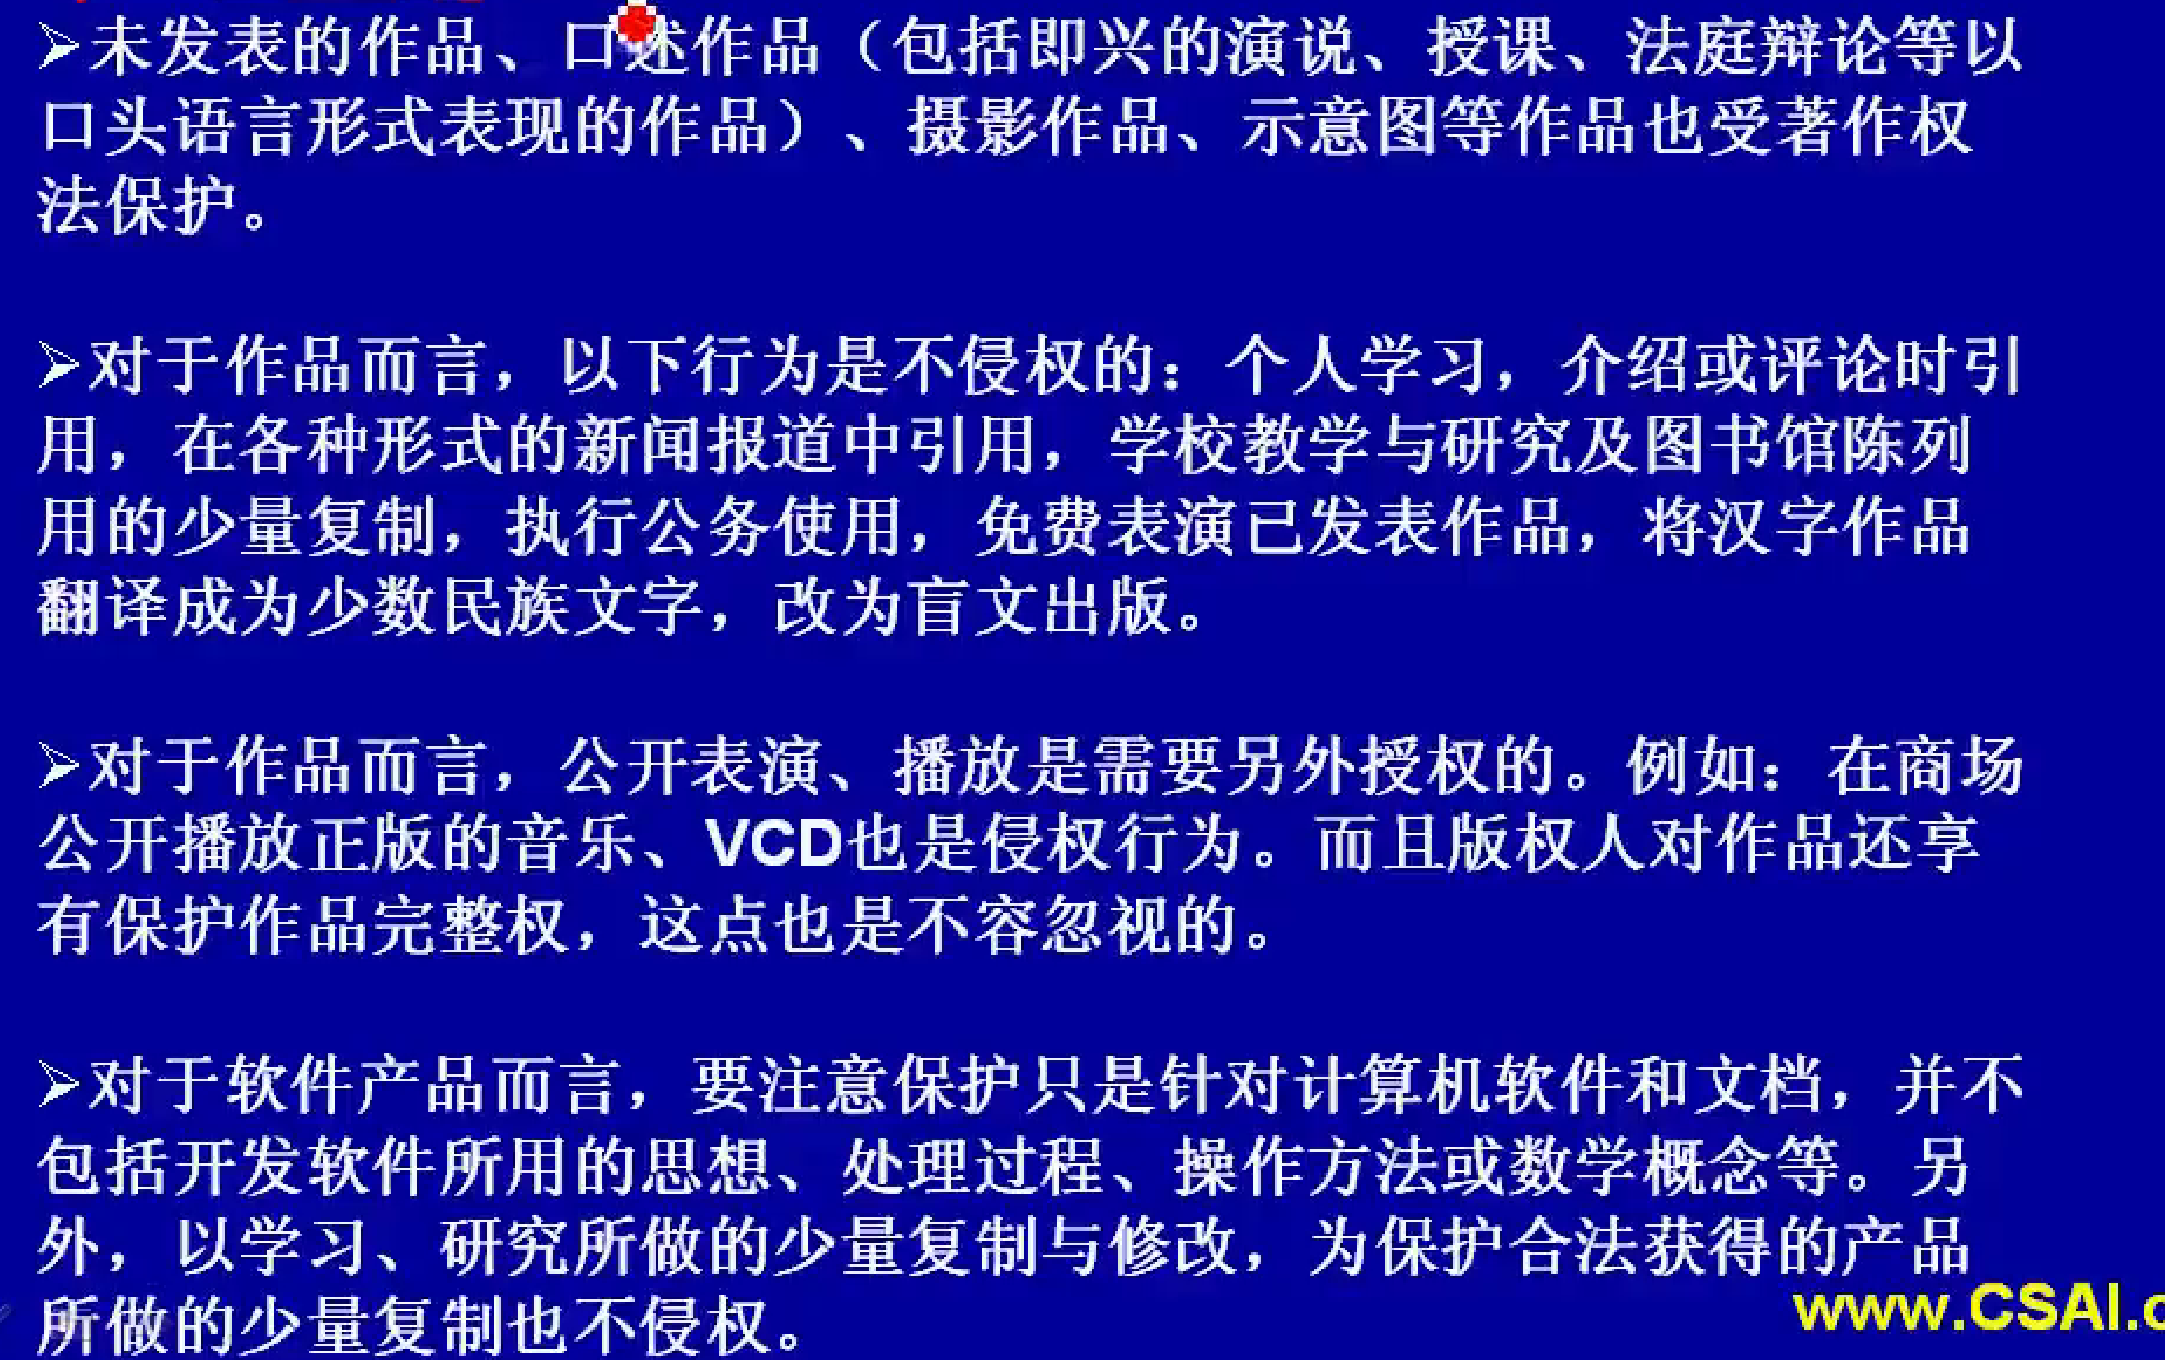 ➢未发表的作品、口述作品（包括即兴的演说、授课、法庭辩论等以
口头语言形式表现的作品）、摄影作品、示意图等作品也受著作权
法保护。
➢对于作品而言，以下行为是不侵权的：个人学习，介绍或评论时引
用，在各种形式的新闻报道中引用，学校教学与研究及图书馆陈列
用的少量复制，执行公务使用，免费表演已发表作品，将汉字作品
翻译成为少数民族文字，改为盲文出版。
➢对于作品而言，公开表演、播放是需要另外授权的。例如：在商场
公开播放正版的音乐、VCD也是侵权行为。而且版权人对作品还享
有保护作品完整权，这点也是不容忽视的。
➢对于软件产品而言，要注意保护只是针对计算机软件和文档，并不
包括开发软件所用的思想、处理过程、操作方法或数学概念等。另
外，以学习、研究所做的少量复制与修改，为保护合法获得的产品
所做的少量复制也不侵权。
www.CSAI.c